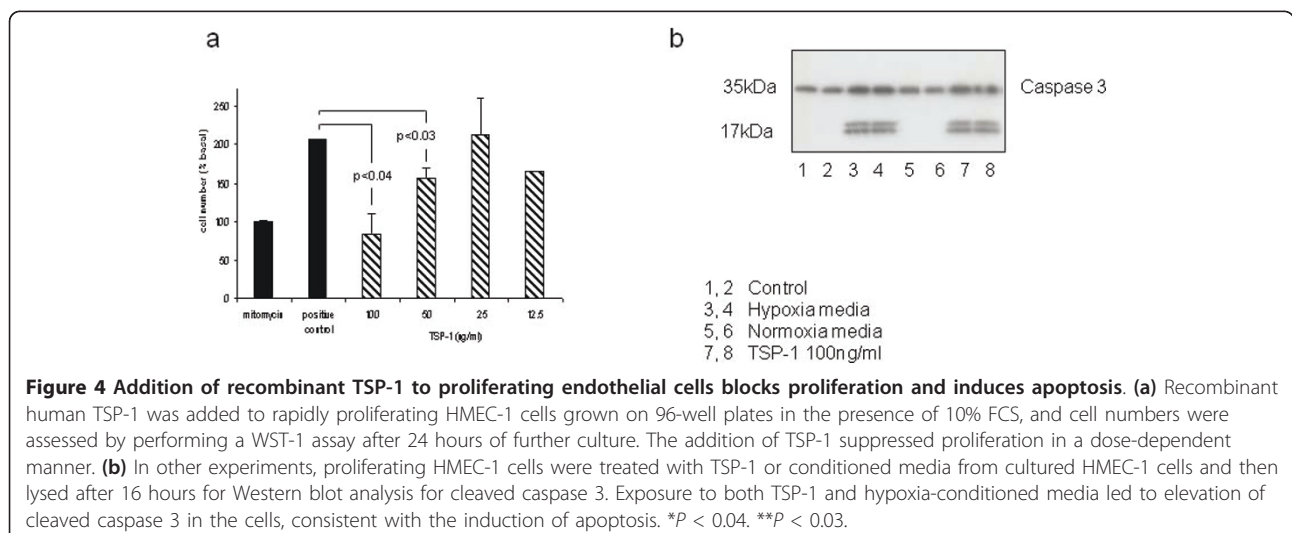 a
250
200
150
100
50
0
cell number (% basal)
p<0.03
p<0.04
mitomycin
positive control
100
50
25
12.5
TSP-1 (ng/ml)
b
35kDa
Caspase 3
17kDa
1 2 3 4 5 6 7 8
1, 2 Control
3, 4 Hypoxia media
5, 6 Normoxia media
7, 8 TSP-1 100ng/ml
Figure 4 Addition of recombinant TSP-1 to proliferating endothelial cells blocks proliferation and induces apoptosis. (a) Recombinant
human TSP-1 was added to rapidly proliferating HMEC-1 cells grown on 96-well plates in the presence of 10% FCS, and cell numbers were
assessed by performing a WST-1 assay after 24 hours of further culture. The addition of TSP-1 suppressed proliferation in a dose-dependent
manner. (b) In other experiments, proliferating HMEC-1 cells were treated with TSP-1 or conditioned media from cultured HMEC-1 cells and then
lysed after 16 hours for Western blot analysis for cleaved caspase 3. Exposure to both TSP-1 and hypoxia-conditioned media led to elevation of
cleaved caspase 3 in the cells, consistent with the induction of apoptosis. *P < 0.04. **P < 0.03.